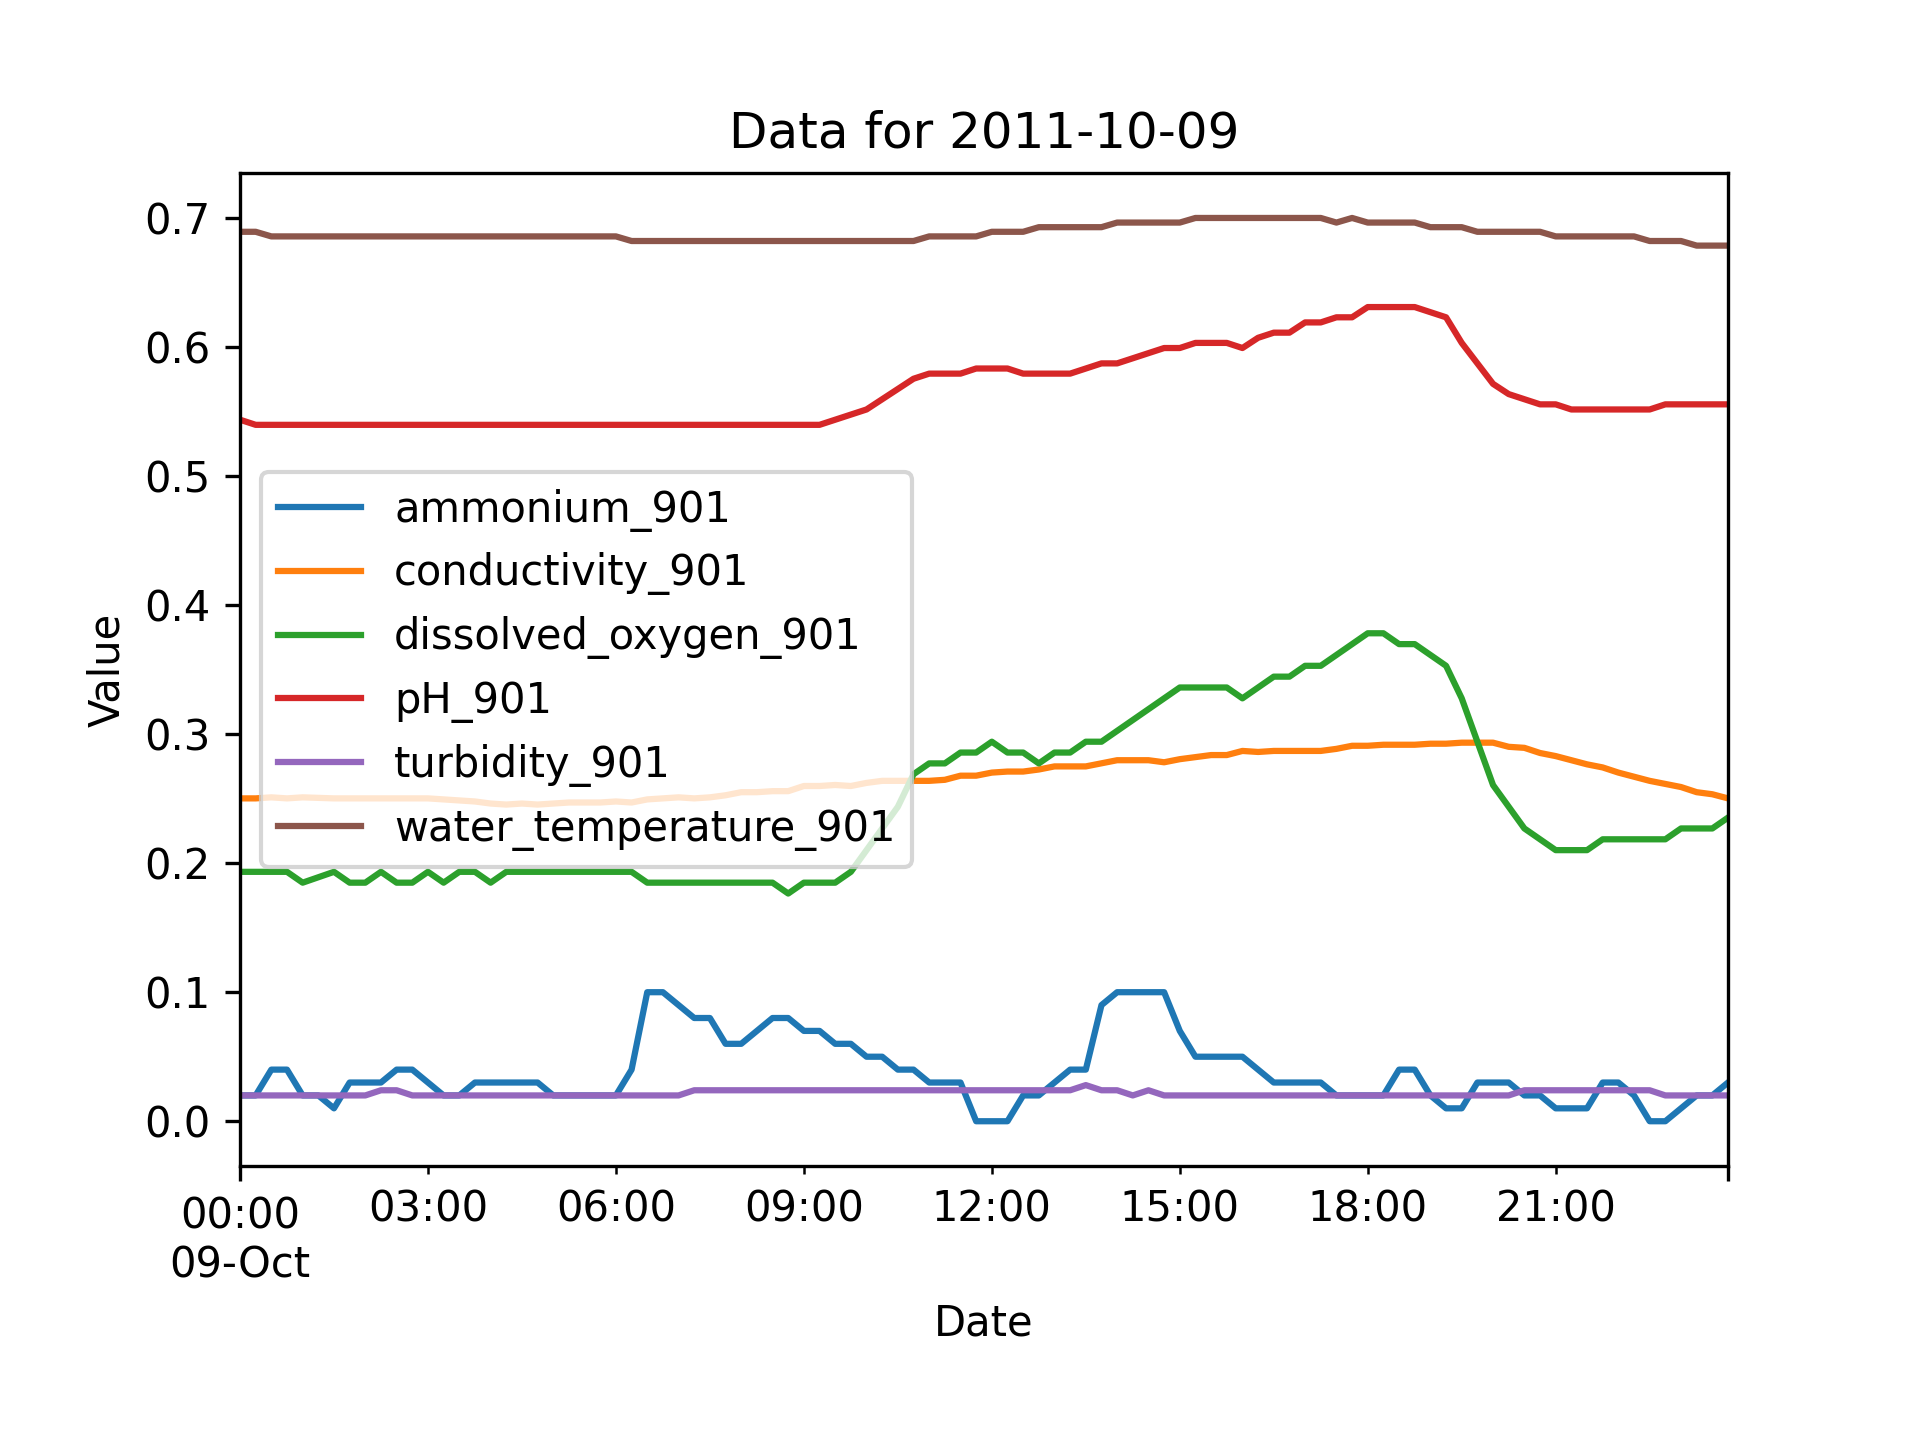 Data for 2011-10-09
0.7
0.6
0.5
0.4
0.3
0.2
0.1
0.0
Value
ammonium_901
conductivity_901
dissolved_oxygen_901
pH_901
turbidity_901
water_temperature_901
00:00 03:00 06:00 09:00 12:00 15:00 18:00 21:00
09-Oct
Date